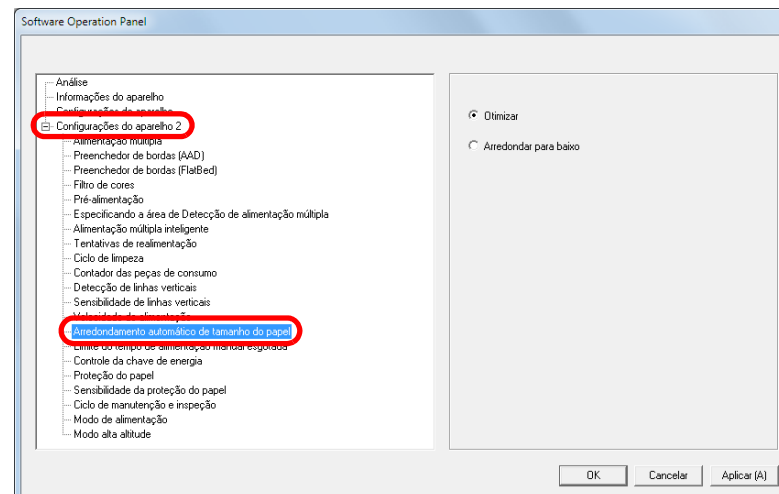 Software Operation Panel
Análise
Informações do aparelho
Configurações do aparelho
Configurações do aparelho 2
Alimentação múltipla
Preenchedor de bordas (AAD)
Preenchedor de bordas (FlatBed)
Filtro de cores
Pré-alimentação
Especificando a área de Detecção de alimentação múltipla
Alimentação múltipla inteligente
Tentativas de realimentação
Ciclo de limpeza
Contador das peças de consumo
Detecção de linhas verticais
Sensibilidade de linhas verticais
Velocidade de alimentação
Arredondamento automático de tamanho do papel
Limite do tempo de alimentação manual esgotada
Controle da chave de energia
Proteção do papel
Sensibilidade da proteção do papel
Ciclo de manutenção e inspeção
Modo de alimentação
Modo alta altitude
Otimizar
Arredondar para baixo
OK Cancelar Aplicar (A)